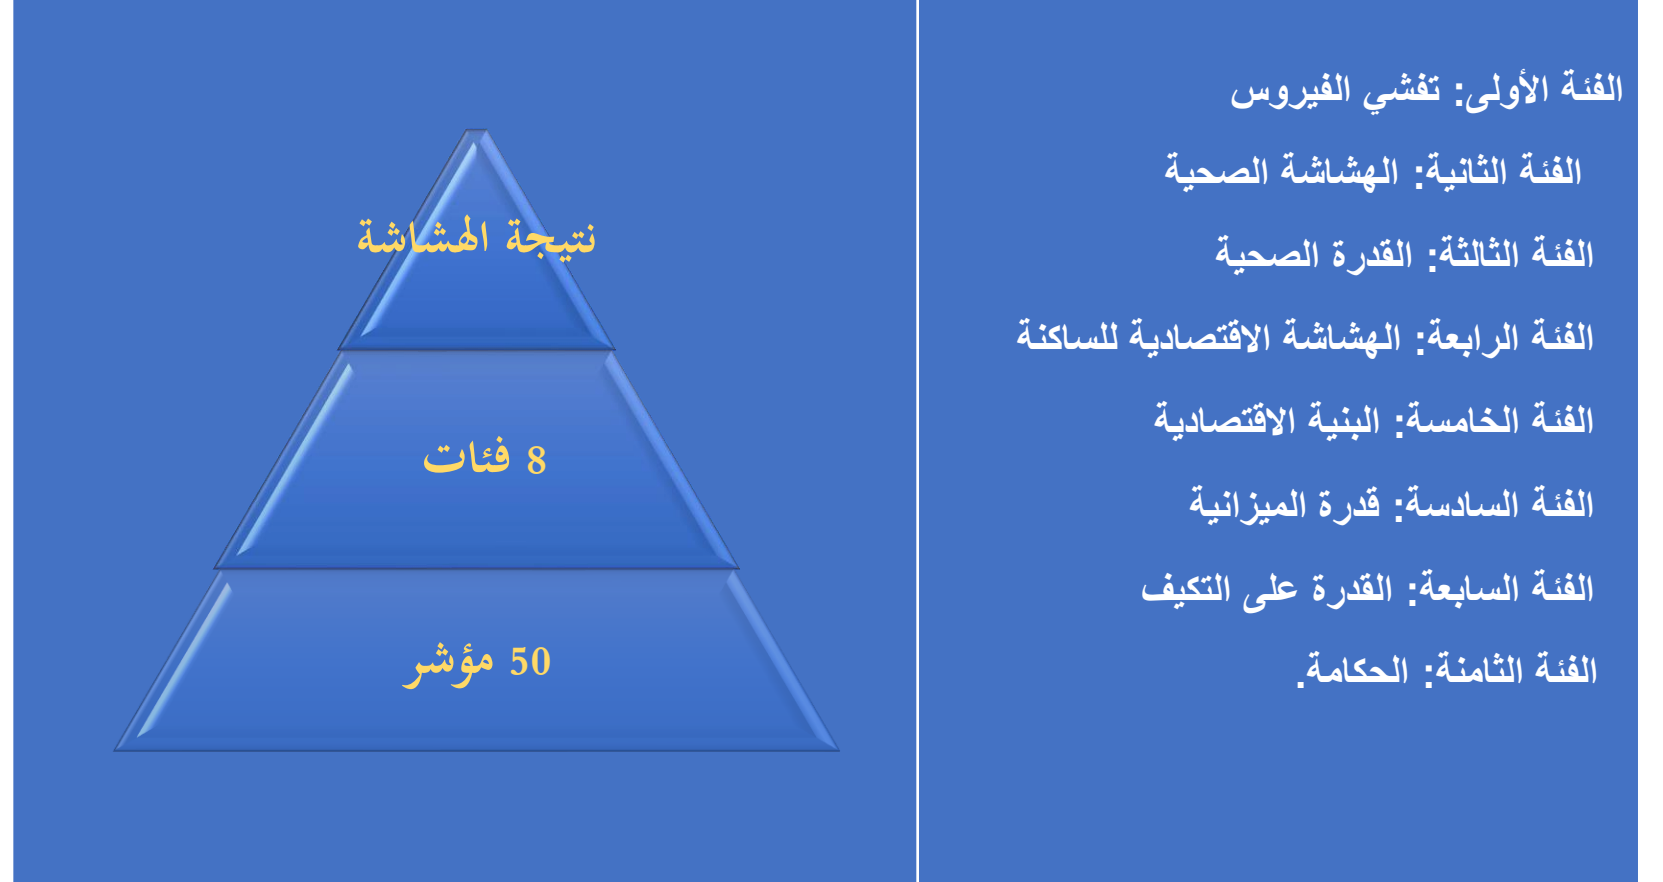 الفئة الأولى: تفشي الفيروس
الفئة الثانية: الهشاشة الصحية
الفئة الثالثة: القدرة الصحية
الفئة الرابعة: الهشاشة الاقتصادية للساكنة
الفئة الخامسة: البنية الاقتصادية
الفئة السادسة: قدرة الميزانية
الفئة السابعة: القدرة على التكيف
الفئة الثامنة: الحكامة.
نتيجة الهشاشة
8 فئات
50 مؤشر